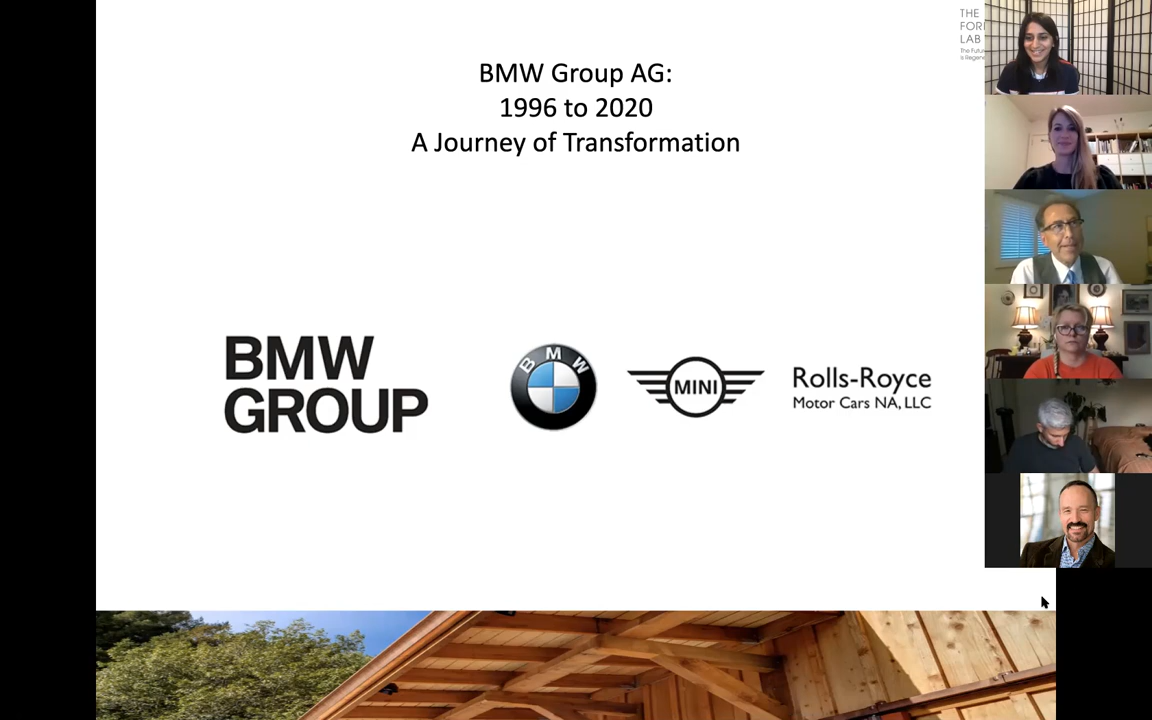 BMW Group AG:
1996 to 2020
A Journey of Transformation
THE
LAB
The
BMW
GROUP
BMW
MINI
Rolls-Royce
Motor Cars NA, LLC